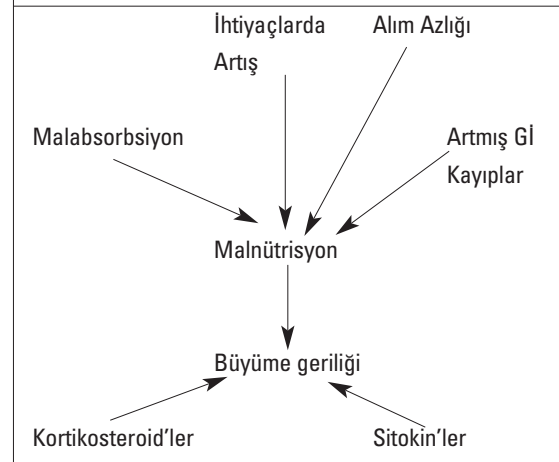 İhtiyaçlarda
Artış
Alım Azlığı
Malabsorbsiyon
Artmış Gİ
Kayıplar
Malnütrisyon
Büyüme geriliği
Kortikosteroid’ler
Sitokin’ler